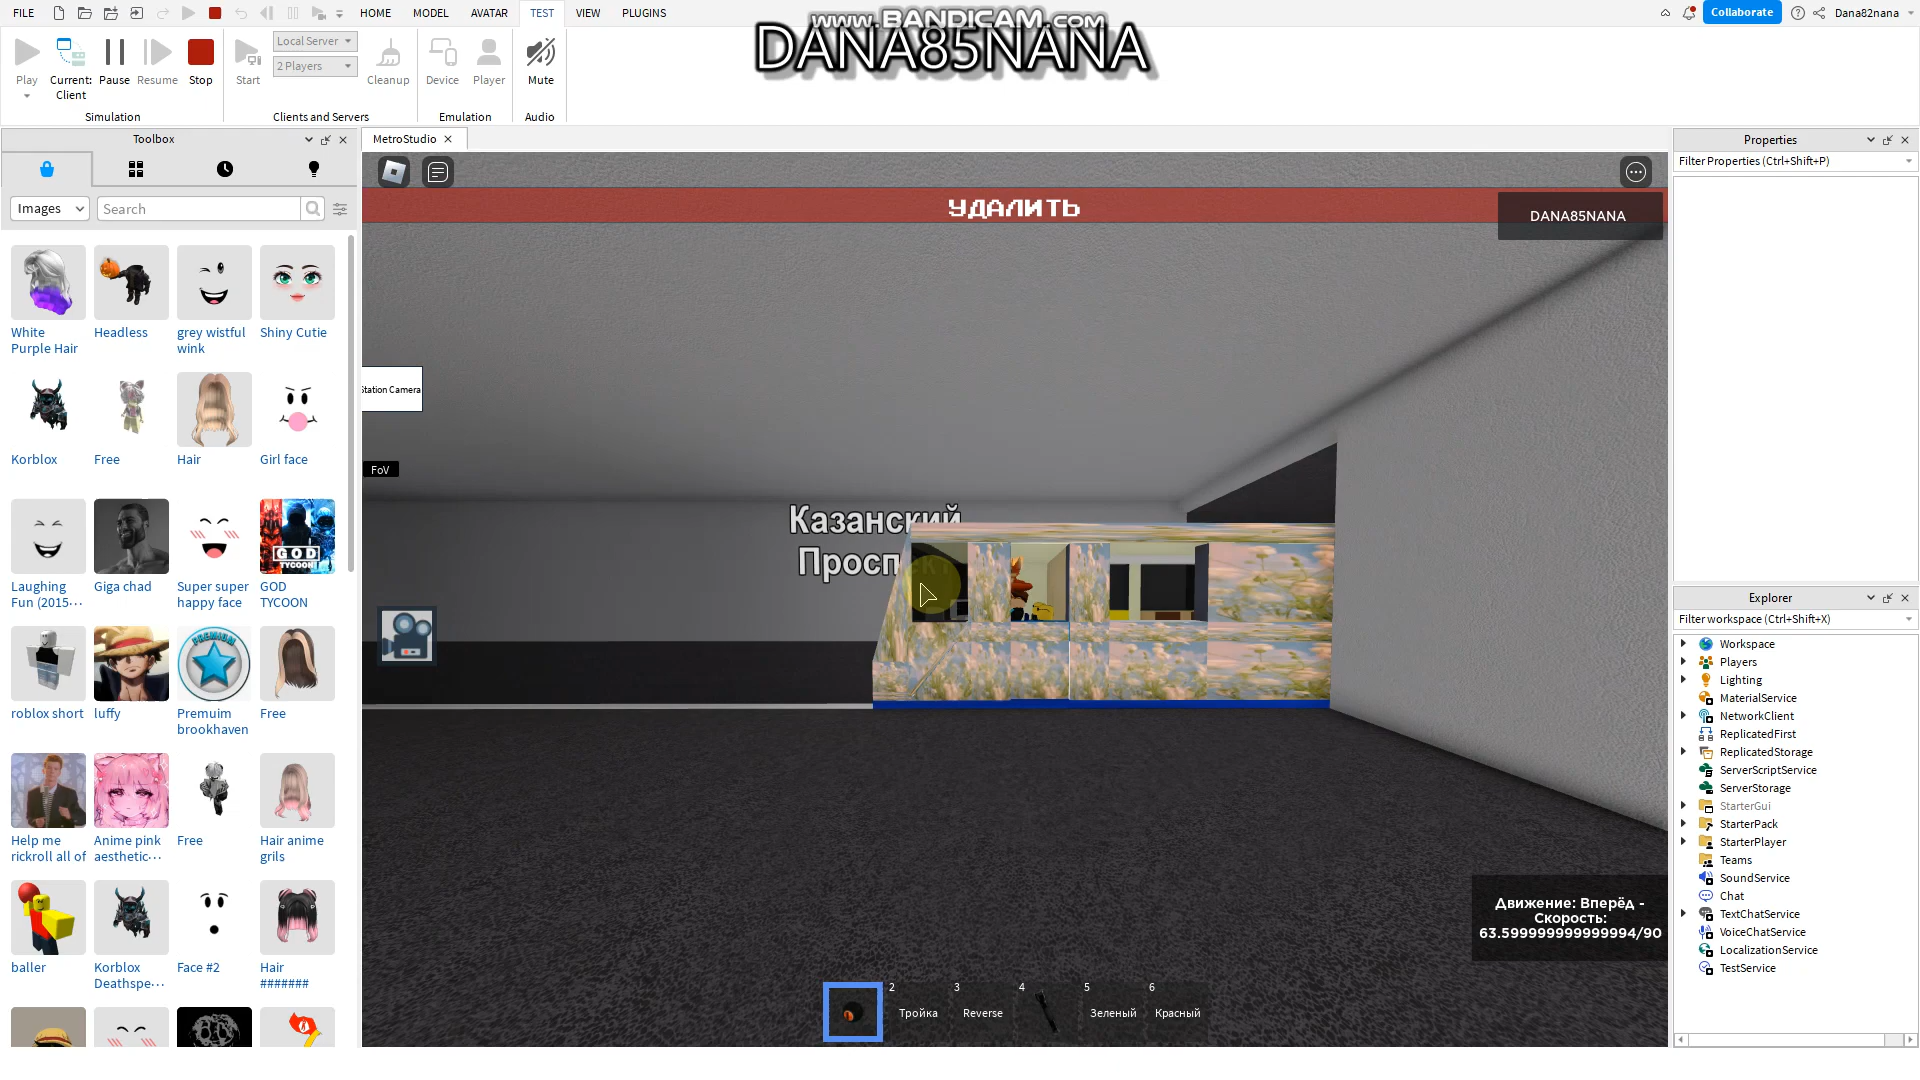 FILE
HOME
MODEL
AVATAR
TEST
VIEW
PLUGINS
www.BANDICAM.com
DANA85NANA
Collaborate
Dana82nana
Play
Current:
Client
Pause
Resume
Stop
Start
Local Server
2 Players
Cleanup
Device
Player
Mute
Simulation
Clients and Servers
Emulation
Audio
Toolbox
Images
Search
White
Purple Hair
Headless
grey wistful
wink
Shiny Cutie
Korblox
Free
Hair
Girl face
Laughing
Fun (2015···
Giga chad
Super super
happy face
GOD
TYCOON
GOD
TYCOON
roblox short
luffy
PREMIUM
Premuim
brookhaven
Free
Help me
rickroll all of
Anime pink
aesthetic···
Free
Hair anime
grils
baller
Korblox
Deathspe···
Face #2
Hair
#######
MetroStudio
УДАЛИТЬ
DANA85NANA
Station Camera
FoV
Казанский
Проспект
Движение: Вперёд -
Скорость:
63.599999999999994/90
2
Тройка
3
Reverse
4
5
Зеленый
6
Красный
Properties
Filter Properties (Ctrl+Shift+P)
Explorer
Filter workspace (Ctrl+Shift+X)
Workspace
Players
Lighting
MaterialService
NetworkClient
ReplicatedFirst
ReplicatedStorage
ServerScriptService
ServerStorage
StarterGui
StarterPack
StarterPlayer
Teams
SoundService
Chat
TextChatService
VoiceChatService
LocalizationService
TestService